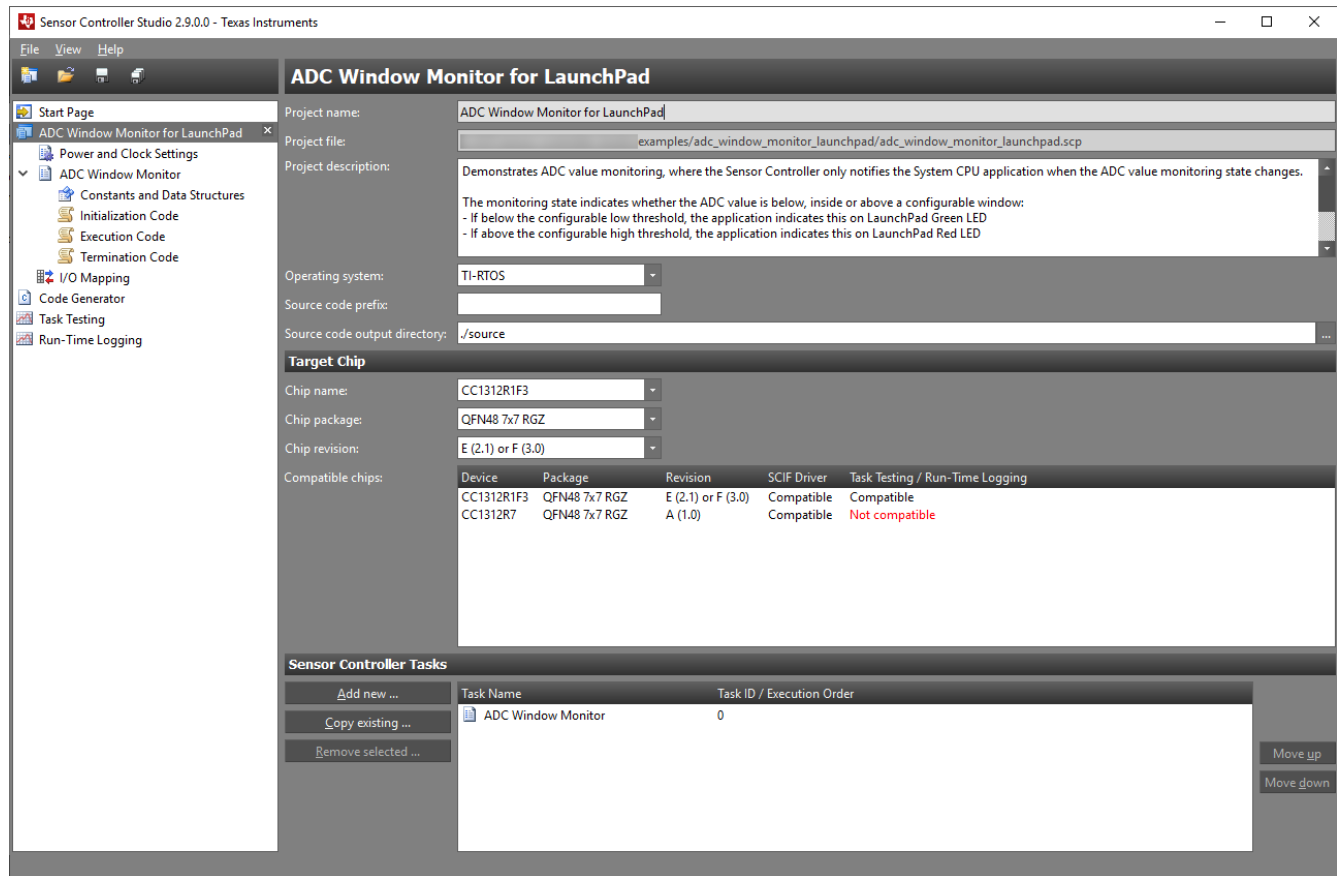 Sensor Controller Studio 2.9.0.0 - Texas Instruments
File View Help
ADC Window Monitor for LaunchPad
Start Page
ADC Window Monitor for LaunchPad
Power and Clock Settings
ADC Window Monitor
Constants and Data Structures
Initialization Code
Execution Code
Termination Code
I/O Mapping
Code Generator
Task Testing
Run-Time Logging
Project name: ADC Window Monitor for LaunchPad
Project file: examples/adc_window_monitor_launchpad/adc_window_monitor_launchpad.scp
Project description: Demonstrates ADC value monitoring, where the Sensor Controller only notifies the System CPU application when the ADC value monitoring state changes.
The monitoring state indicates whether the ADC value is below, inside or above a configurable window:
- If below the configurable low threshold, the application indicates this on LaunchPad Green LED
- If above the configurable high threshold, the application indicates this on LaunchPad Red LED
Operating system: TI-RTOS
Source code prefix:
Source code output directory: ./source ...
Target Chip
Chip name: CC1312R1F3
Chip package: QFN48 7x7 RGZ
Chip revision: E (2.1) or F (3.0)
Compatible chips: Device Package Revision SCIF Driver Task Testing / Run-Time Logging
CC1312R1F3 QFN48 7x7 RGZ E (2.1) or F (3.0) Compatible Compatible
CC1312R7 QFN48 7x7 RGZ A (1.0) Compatible Not compatible
Sensor Controller Tasks
Add new ... Task Name Task ID / Execution Order
Copy existing ... ADC Window Monitor 0
Remove selected ...
Move up
Move down